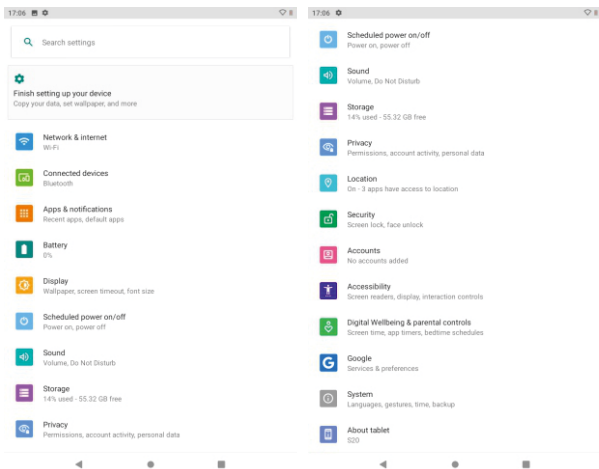 17:06
Search settings
Finish setting up your device
Copy your data, set wallpaper, and more
Network & internet
Wi-Fi
Connected devices
Bluetooth
Apps & notifications
Recent apps, default apps
Battery
0%
Display
Wallpaper, screen timeout, font size
Scheduled power on/off
Power on, power off
Sound
Volume, Do Not Disturb
Storage
14% used - 55.32 GB free
Privacy
Permissions, account activity, personal data
17:06
Scheduled power on/off
Power on, power off
Sound
Volume, Do Not Disturb
Storage
14% used - 55.32 GB free
Privacy
Permissions, account activity, personal data
Location
On - 3 apps have access to location
Security
Screen lock, face unlock
Accounts
No accounts added
Accessibility
Screen readers, display, interaction controls
Digital Wellbeing & parental controls
Screen time, app timers, bedtime schedules
Google
Services & preferences
System
Languages, gestures, time, backup
About tablet
S20